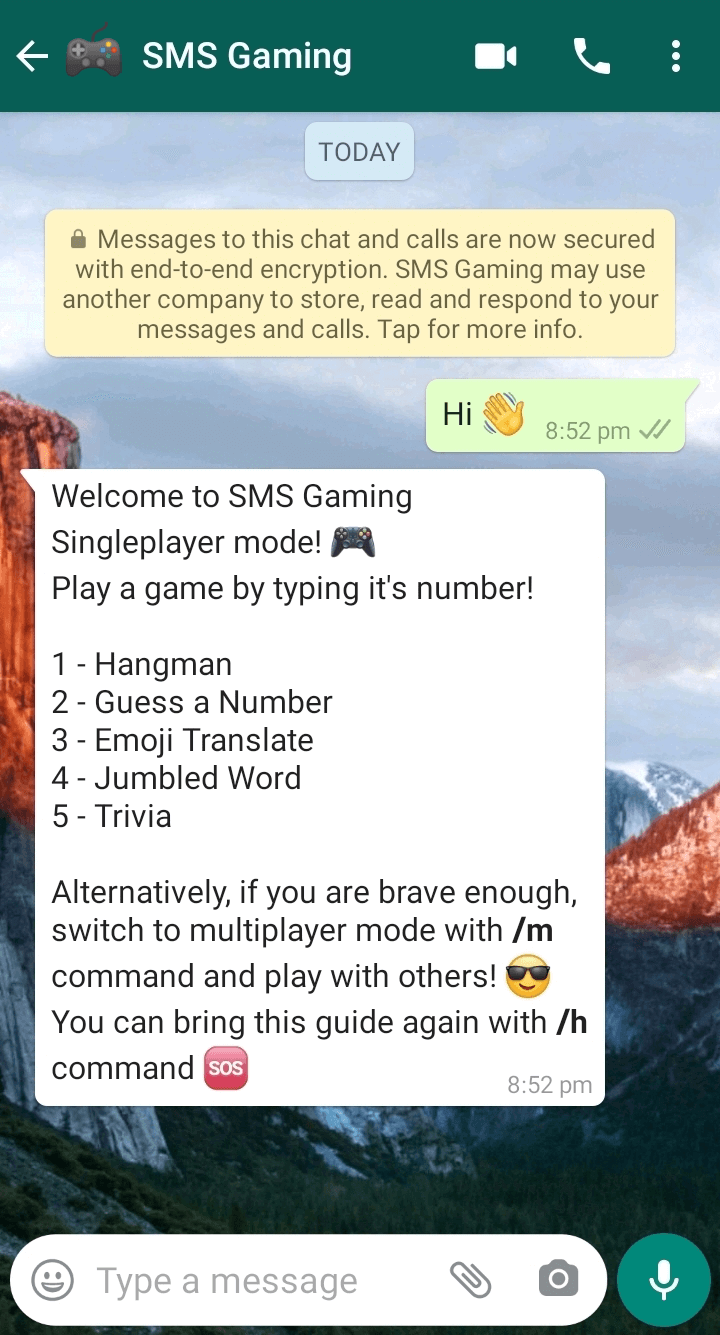 SMS Gaming
TODAY
Messages to this chat and calls are now secured
with end-to-end encryption. SMS Gaming may use
another company to store, read and respond to your
messages and calls. Tap for more info.
Hi 👋 8:52 pm
Welcome to SMS Gaming
Singleplayer mode! 🎮
Play a game by typing it's number!
1 - Hangman
2 - Guess a Number
3 - Emoji Translate
4 - Jumbled Word
5 - Trivia
Alternatively, if you are brave enough,
switch to multiplayer mode with /m
command and play with others! 😎
You can bring this guide again with /h
command 🆘
8:52 pm
Type a message